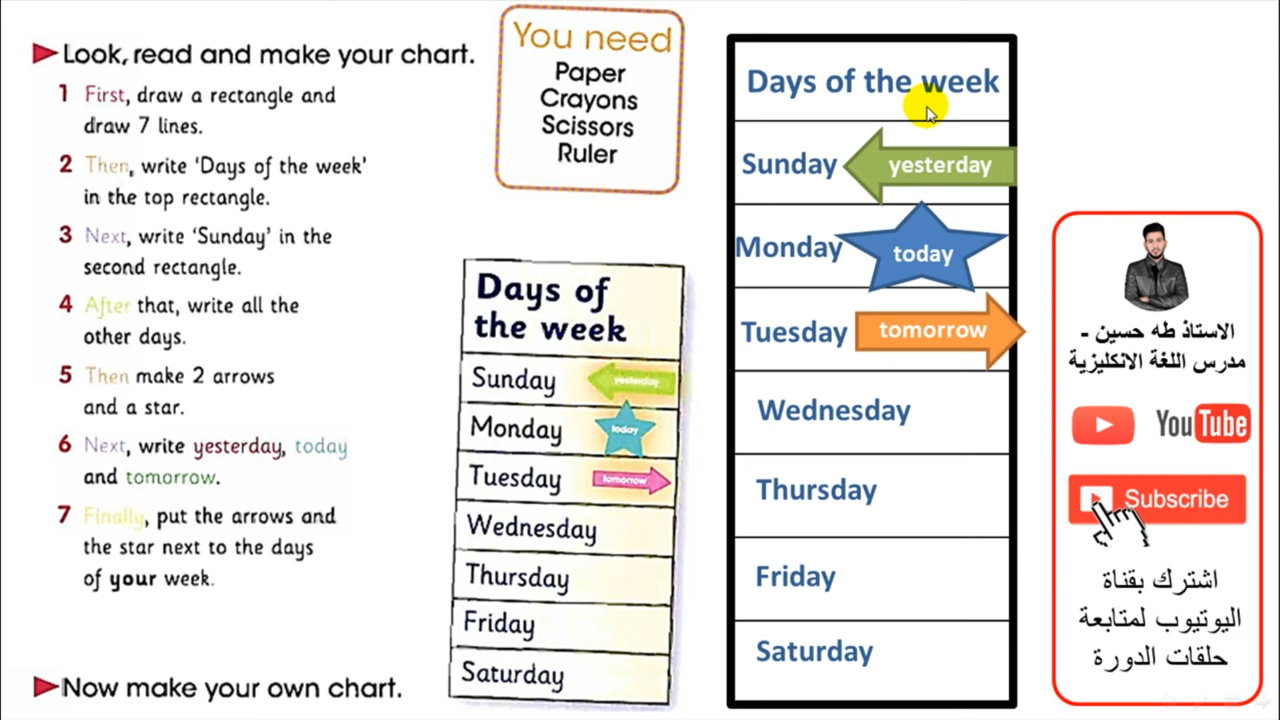 Look, read and make your chart.
1 First, draw a rectangle and
draw 7 lines.
2 Then, write ‘Days of the week’
in the top rectangle.
3 Next, write ‘Sunday’ in the
second rectangle.
4 After that, write all the
other days.
5 Then make 2 arrows
and a star.
6 Next, write yesterday, today
and tomorrow.
7 Finally, put the arrows and
the star next to the days
of your week.
Now make your own chart.
You need
Paper
Crayons
Scissors
Ruler
Days of
the week
Sunday yesterday
Monday today
Tuesday tomorrow
Wednesday
Thursday
Friday
Saturday
Days of the week
Sunday yesterday
Monday today
Tuesday tomorrow
Wednesday
Thursday
Friday
Saturday
الاستاذ طه حسين -
مدرس اللغة الانكليزية
YouTube
Subscribe
اشترك بقناة
اليوتيوب لمتابعة
حلقات الدورة